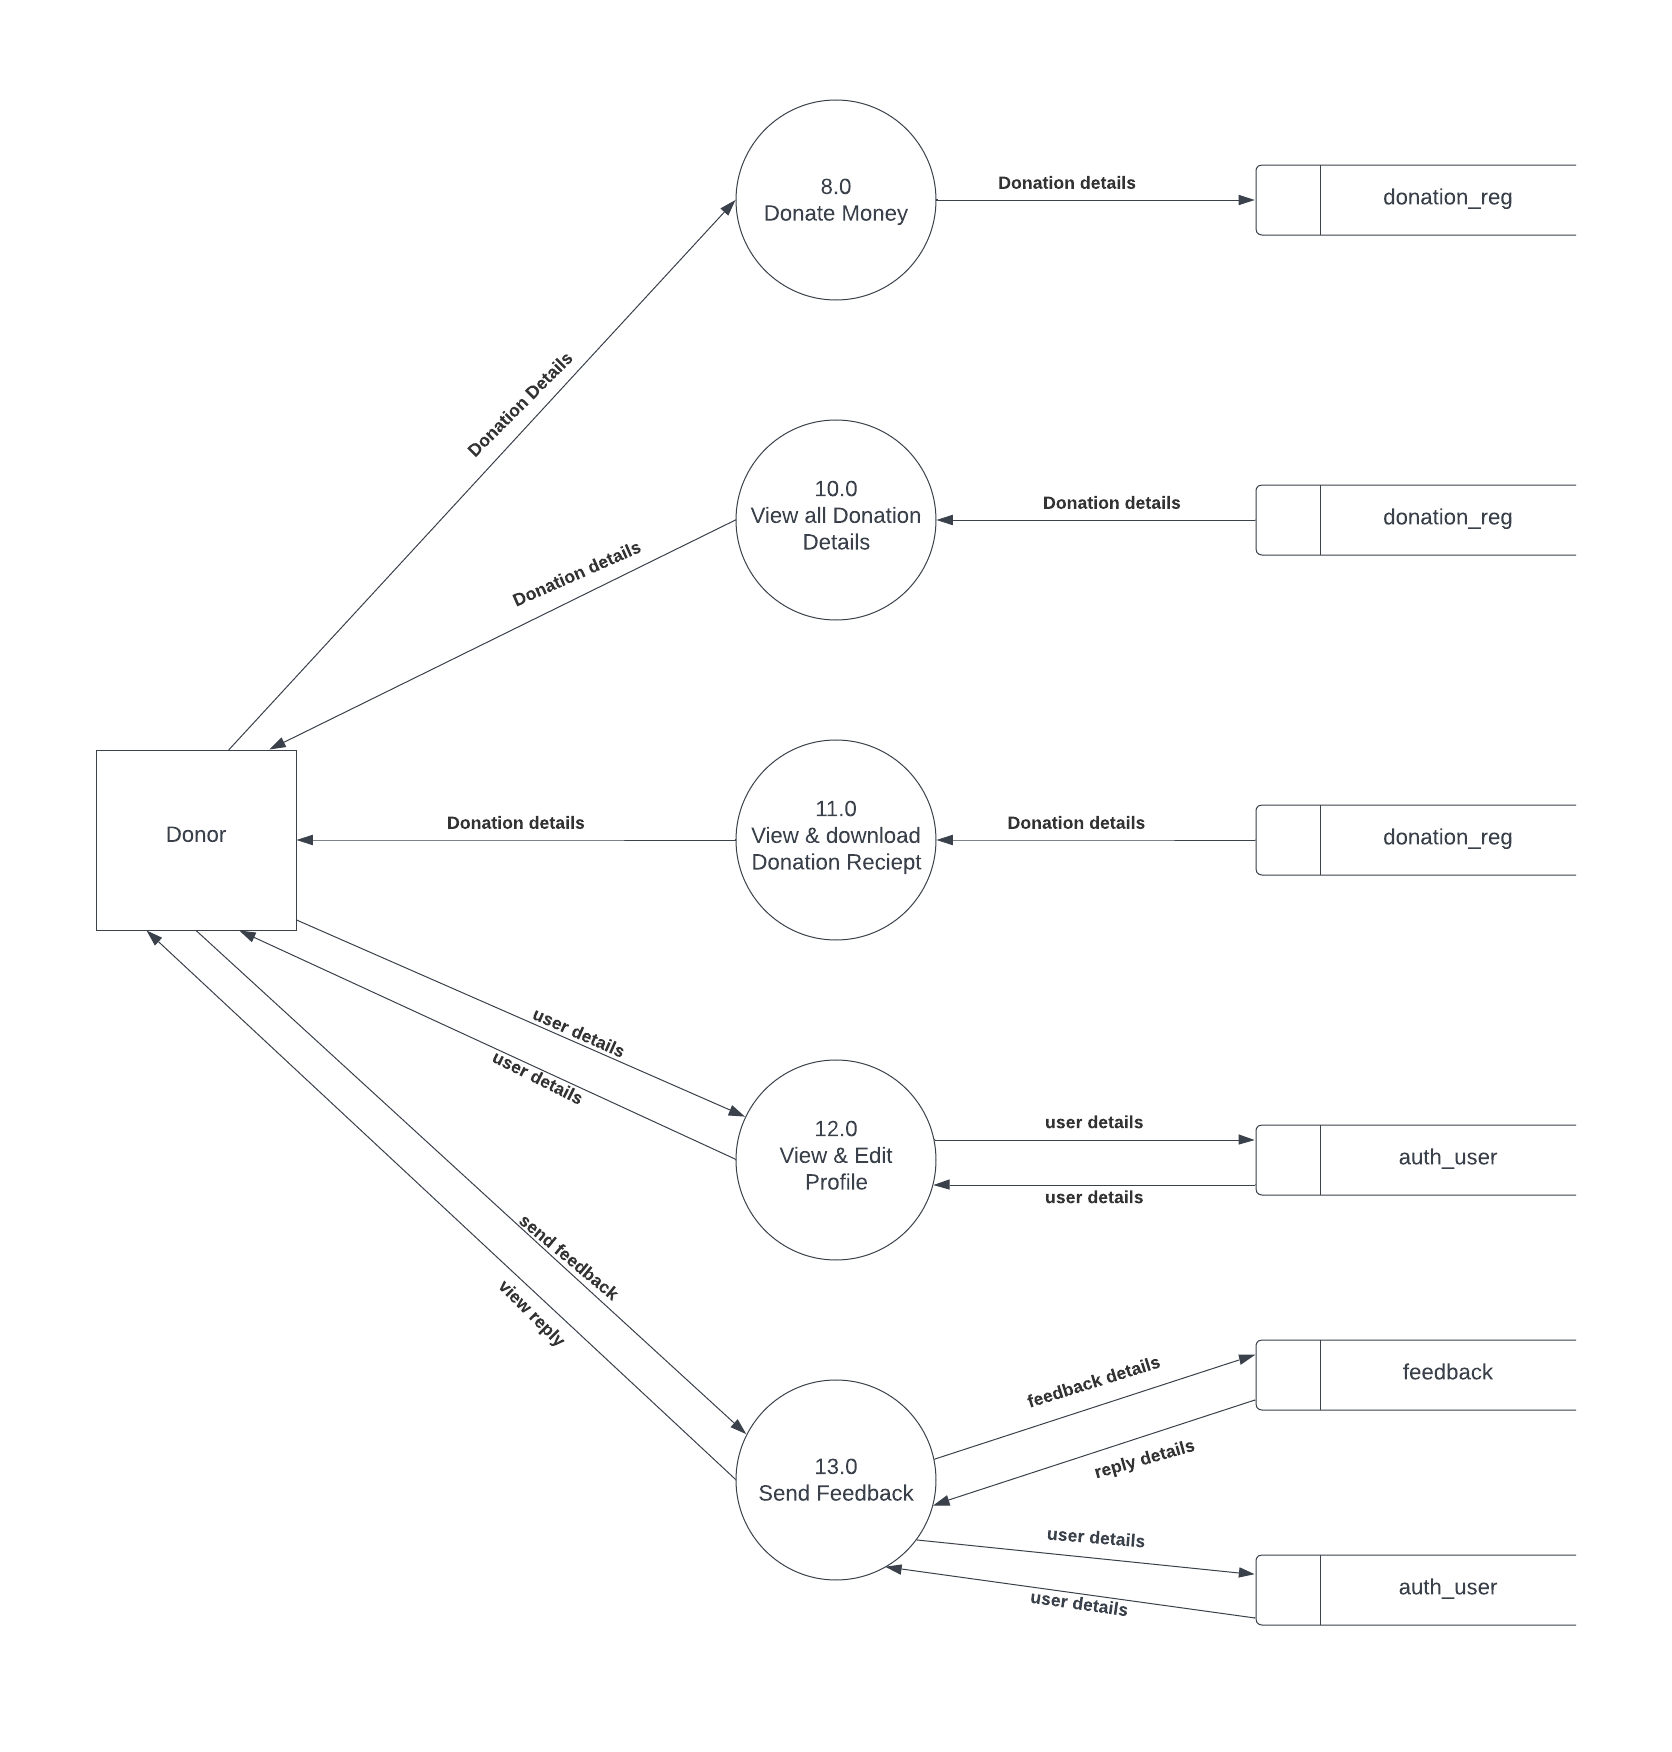 8.0
Donate Money
Donation details
donation_reg
Donation Details
10.0
View all Donation
Details
Donation details
donation_reg
Donation details
Donor
Donation details
11.0
View & download
Donation Reciept
Donation details
donation_reg
user details
user details
12.0
View & Edit
Profile
user details
user details
auth_user
send feedback
view reply
13.0
Send Feedback
feedback details
reply details
feedback
user details
user details
auth_user